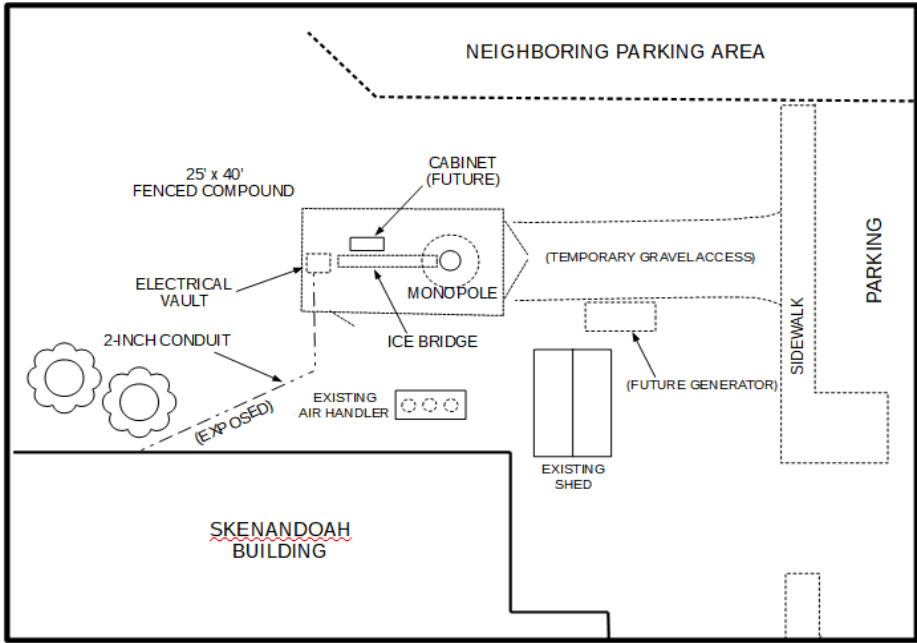 NEIGHBORING PARKING AREA
25' x 40'
FENCED COMPOUND
CABINET
(FUTURE)
PARKING
(TEMPORARY GRAVEL ACCESS)
ELECTRICAL
VAULT
MONOPOLE
2-INCH CONDUIT
ICE BRIDGE
SIDEWALK
(FUTURE GENERATOR)
EXISTING
AIR HANDLER
(EXPOSED)
EXISTING
SHED
SKENANDOAH
BUILDING